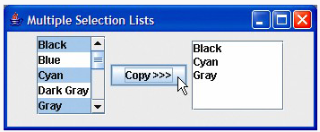 Multiple Selection Lists
Black
Blue
Cyan
Dark Gray
Gray
Copy >>>
Black
Cyan
Gray